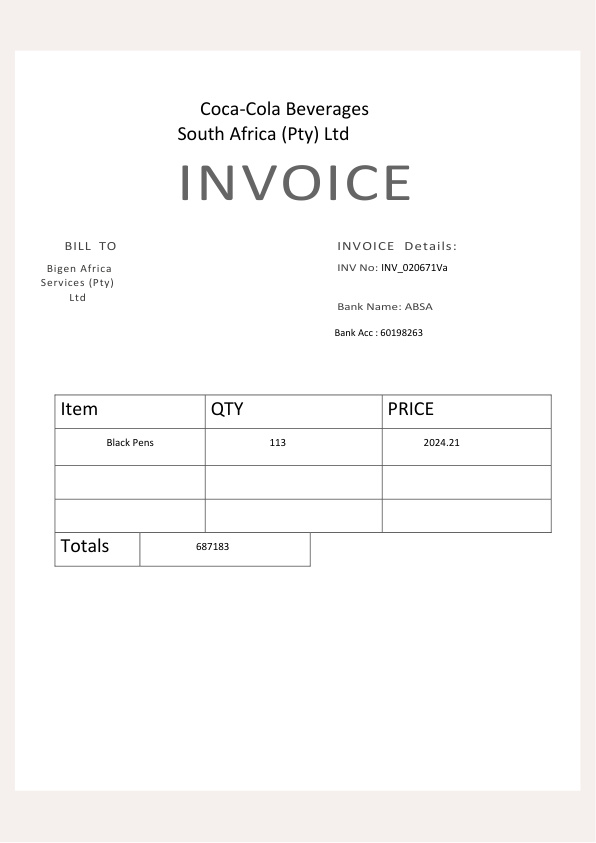 Coca-Cola Beverages
South Africa (Pty) Ltd
INVOICE
BILL TO
Bigen Africa
Services (Pty)
Ltd
INVOICE Details:
INV No: INV_020671Va
Bank Name: ABSA
Bank Acc : 60198263
Item QTY PRICE
Black Pens 113 2024.21
Totals 687183